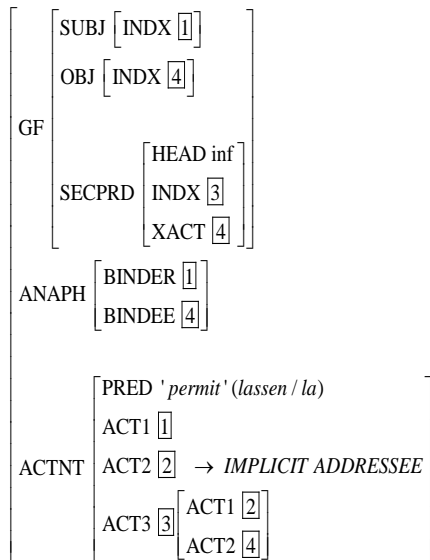 SUBJ [INDX 1]
OBJ [INDX 4]
GF
HEAD inf
SECPRD INDX 3
XACT 4
ANAPH BINDER 1
BINDEE 4
PRED 'permit' (lassen / la)
ACT1 1
ACTNT ACT2 2 → IMPLICIT ADDRESSEE
ACT3 3 ACT1 2
ACT2 4